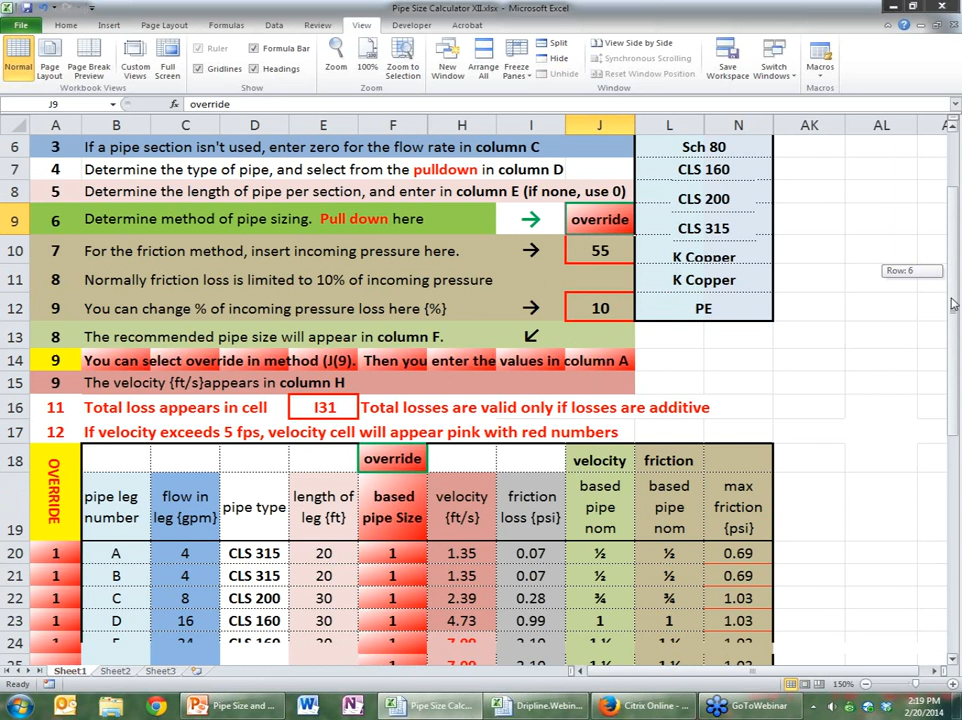 Pipe Size Calculator XII.xlsx - Microsoft Excel
File Home Insert Page Layout Formulas Data Review View Developer Acrobat
Normal Page Layout Page Break Preview Custom Views Full Screen
Ruler Formula Bar
Gridlines Headings
Zoom 100% Zoom to Selection
New Window Arrange All Freeze Panes
Split
Hide
Unhide
View Side by Side
Synchronous Scrolling
Reset Window Position
Save Workspace Switch Windows Macros
Workbook Views Show Zoom Window Macros
J9 fx override
A B C D E F H I J L N AK AL
6 3 If a pipe section isn't used, enter zero for the flow rate in column C Sch 80
7 4 Determine the type of pipe, and select from the pulldown in column D CLS 160
8 5 Determine the length of pipe per section, and enter in column E (if none, use 0) CLS 200
9 6 Determine method of pipe sizing. Pull down here → override CLS 315
10 7 For the friction method, insert incoming pressure here. → 55 K Copper
11 8 Normally friction loss is limited to 10% of incoming pressure K Copper
12 9 You can change % of incoming pressure loss here {%} → 10 PE
13 8 The recommended pipe size will appear in column F. ↙
14 9 You can select override in method (J(9). Then you enter the values in column A
15 9 The velocity {ft/s}appears in column H
16 11 Total loss appears in cell I31 Total losses are valid only if losses are additive
17 12 If velocity exceeds 5 fps, velocity cell will appear pink with red numbers
Row: 6
18 OVERRIDE override velocity friction
19 pipe leg number flow in leg {gpm} pipe type length of leg {ft} based pipe Size velocity {ft/s} friction loss {psi} based pipe nom based pipe nom max friction {psi}
20 1 A 4 CLS 315 20 1 1.35 0.07 ½ ½ 0.69
21 1 B 4 CLS 315 20 1 1.35 0.07 ½ ½ 0.69
22 1 C 8 CLS 200 30 1 2.39 0.28 ¾ ¾ 1.03
23 1 D 16 CLS 160 30 1 4.73 0.99 1 1 1.03
24 1 24 CLS 160 30 1 7.09 2.10 1 ¼ 1 ¼ 1.03
Sheet1 Sheet2 Sheet3
Ready 150%
Pipe Size and ... Pipe Size Calc... Dripline.Webin... Citrix Online - ... GoToWebinar
2:19 PM
2/20/2014